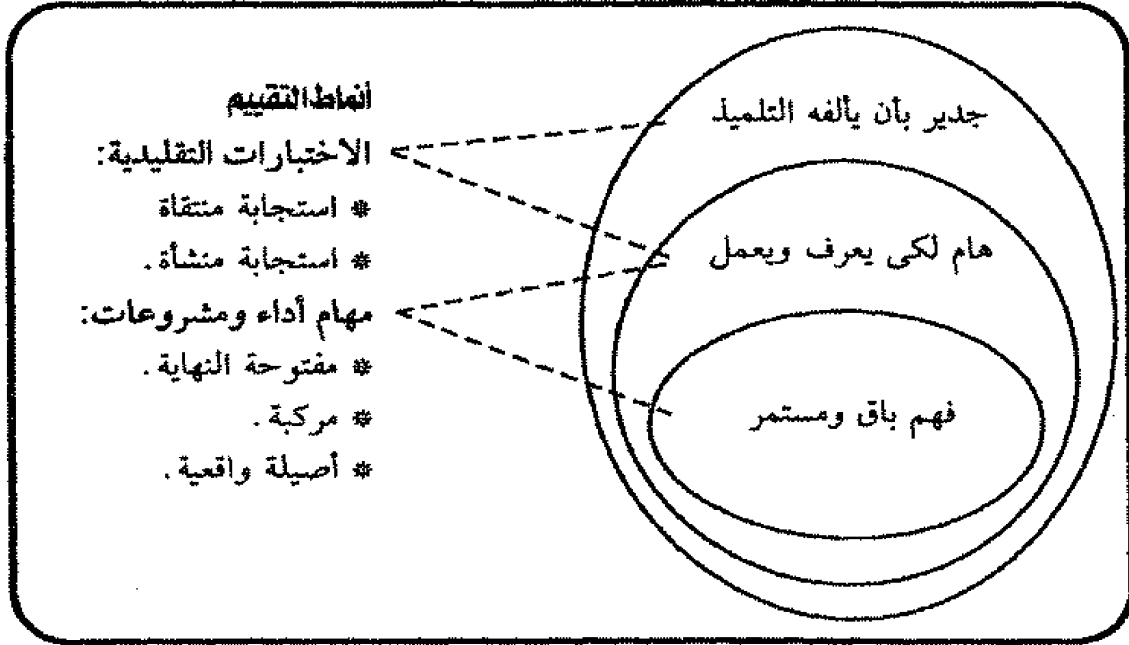 أنماط التقييم
الاختبارات التقليدية:
* استجابة منتقاة
* استجابة منشأة.
مهام أداء ومشروعات:
* مفتوحة النهاية.
* مركبة.
* أصيلة واقعية.
جدير بأن يألفه التلميذ
هام لكى يعرف ويعمل
فهم باق ومستمر